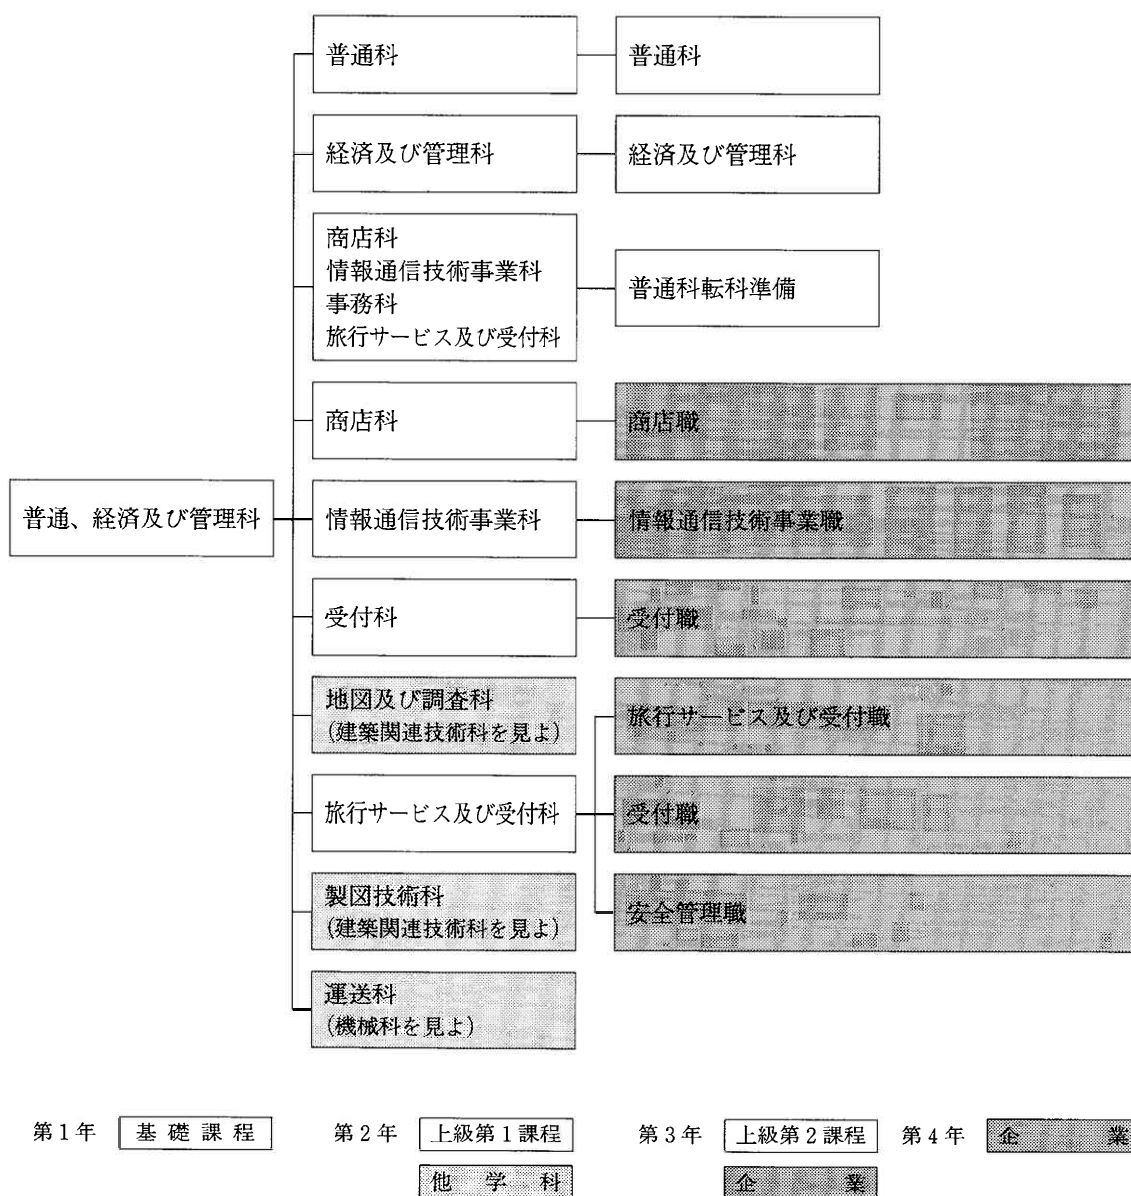 普通科
普通科
経済及び管理科
経済及び管理科
商店科
情報通信技術事業科
事務科
旅行サービス及び受付科
普通科転科準備
商店科
商店職
普通、経済及び管理科
情報通信技術事業科
情報通信技術事業職
受付科
受付職
地図及び調査科
(建築関連技術科を見よ)
旅行サービス及び受付職
旅行サービス及び受付科
受付職
製図技術科
(建築関連技術科を見よ)
安全管理職
運送科
(機械科を見よ)
第1年 基礎課程 第2年 上級第1課程 第3年 上級第2課程 第4年 企業
他学科 企業